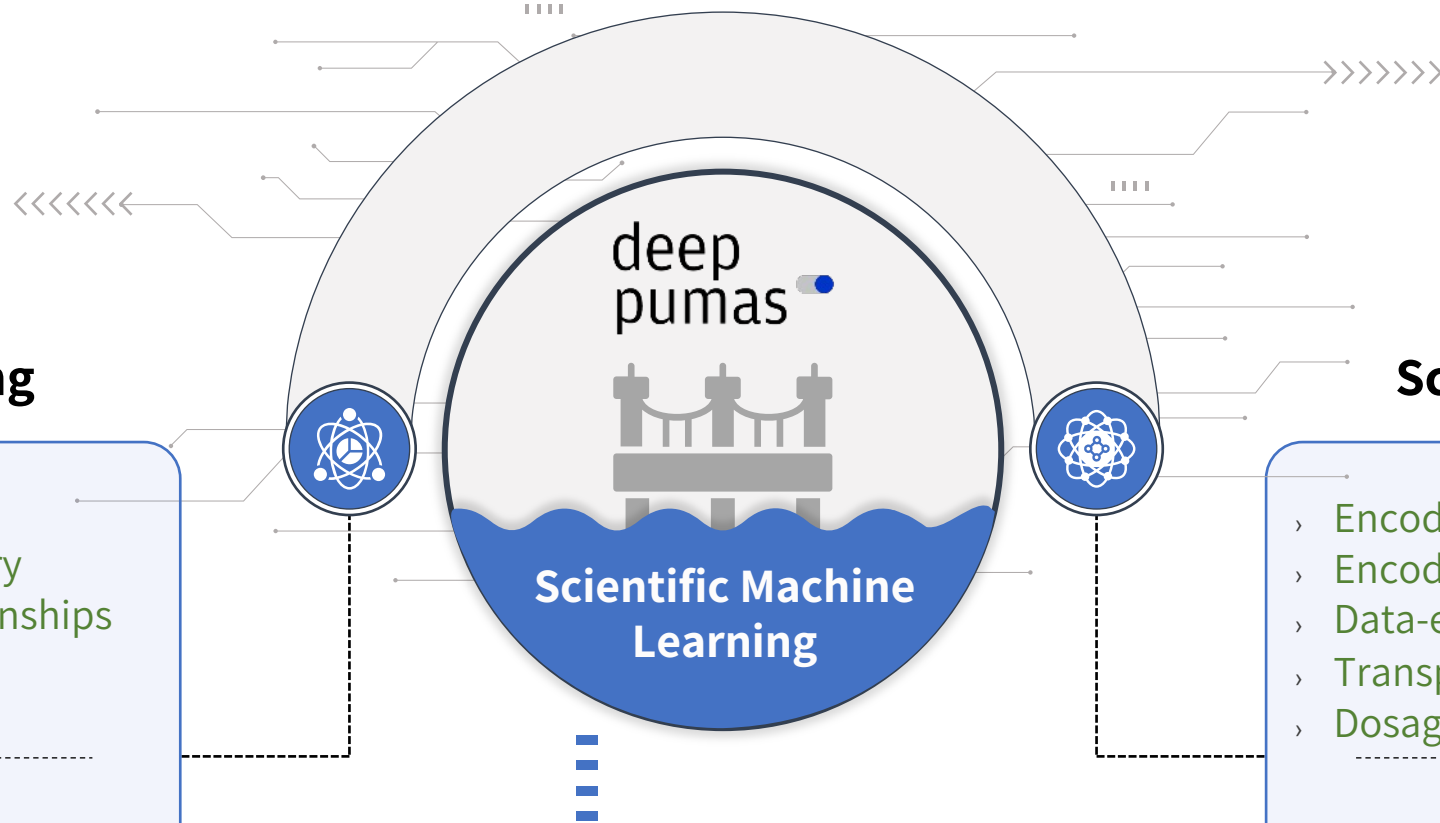 deep
pumas
ng
ry
nships
Scientific Machine
Learning
Sc
Encod
Encod
Data-e
Transp
Dosag